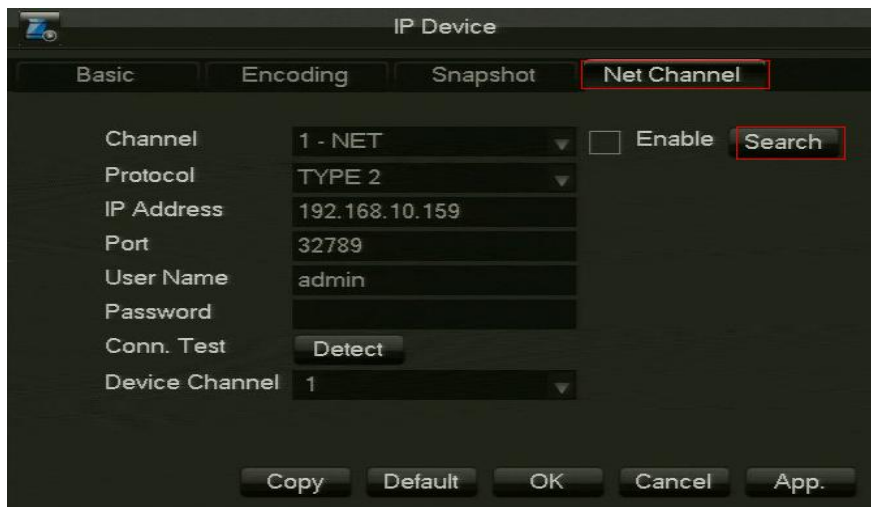 IP Device
Basic Encoding Snapshot Net Channel
Channel 1 - NET Enable Search
Protocol TYPE 2
IP Address 192.168.10.159
Port 32789
User Name admin
Password
Conn. Test Detect
Device Channel 1
Copy Default OK Cancel App.